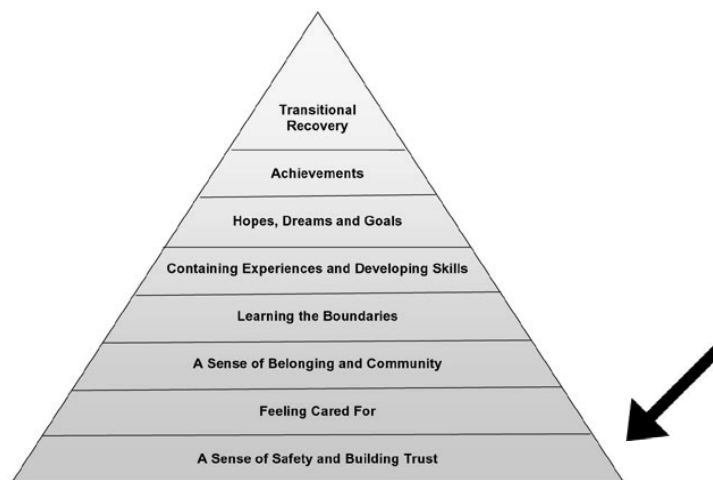 Transitional
Recovery
Achievements
Hopes, Dreams and Goals
Containing Experiences and Developing Skills
Learning the Boundaries
A Sense of Belonging and Community
Feeling Cared For
A Sense of Safety and Building Trust